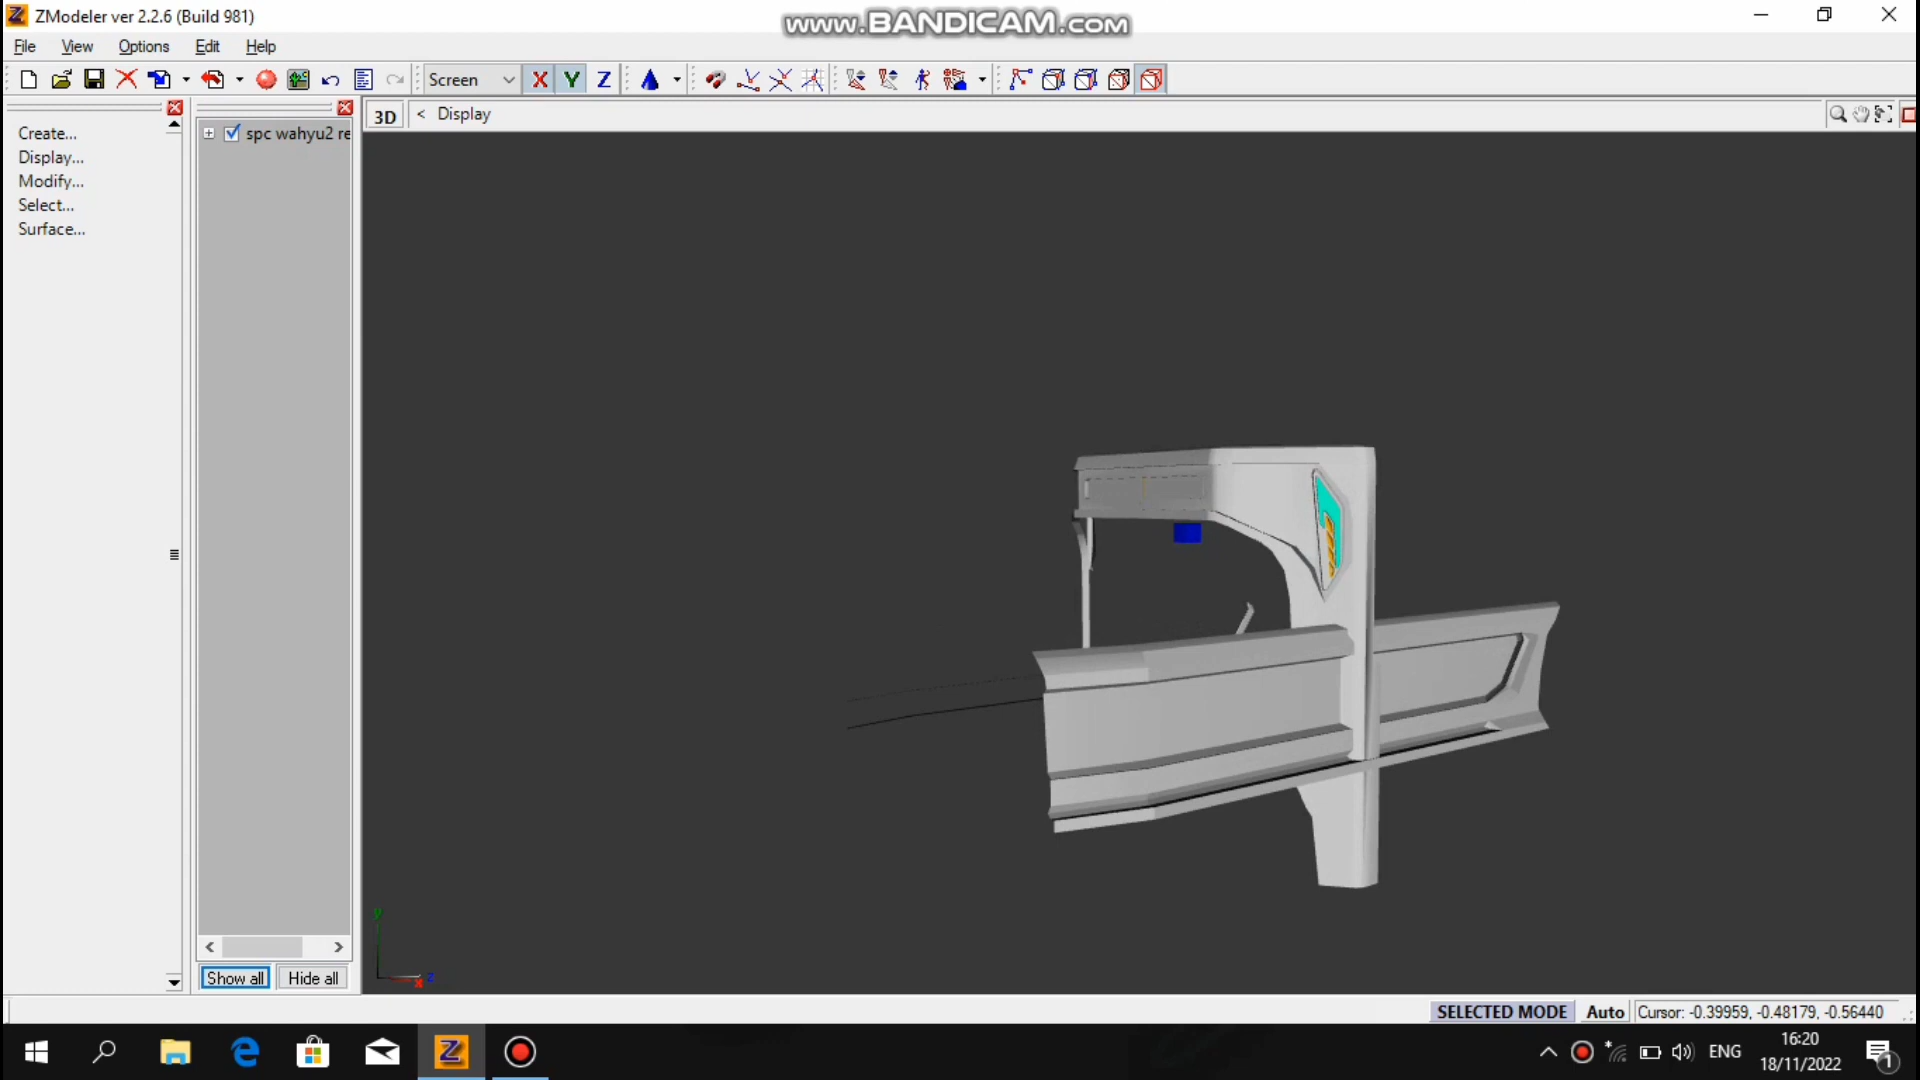 ZModeler ver 2.2.6 (Build 981)
www.BANDICAM.com
File View Options Edit Help
Screen X Y Z
3D < Display
Create...
Display...
Modify...
Select...
Surface...
spc wahyu2 re
y
x z
Show all Hide all
SELECTED MODE Auto Cursor: -0.39959, -0.48179, -0.56440
ENG
16:20
18/11/2022
1